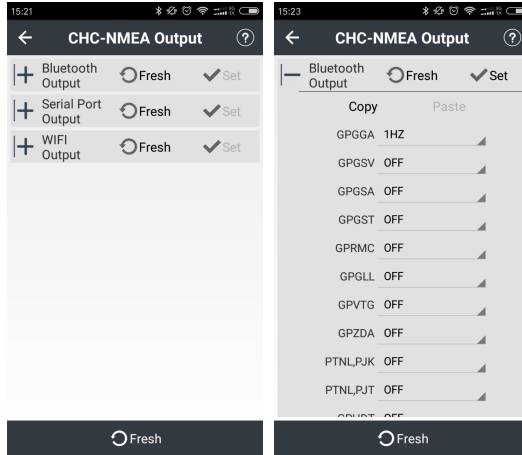 15:21
CHC-NMEA Output
Bluetooth Output
Fresh
Set
Serial Port Output
Fresh
Set
WIFI Output
Fresh
Set
Fresh
15:23
CHC-NMEA Output
Bluetooth Output
Fresh
Set
Copy
Paste
GPGGA 1HZ
GPGSV OFF
GPGSA OFF
GPGST OFF
GPRMC OFF
GPGLL OFF
GPVTG OFF
GPZDA OFF
PTNL,PJK OFF
PTNL,PJT OFF
Fresh